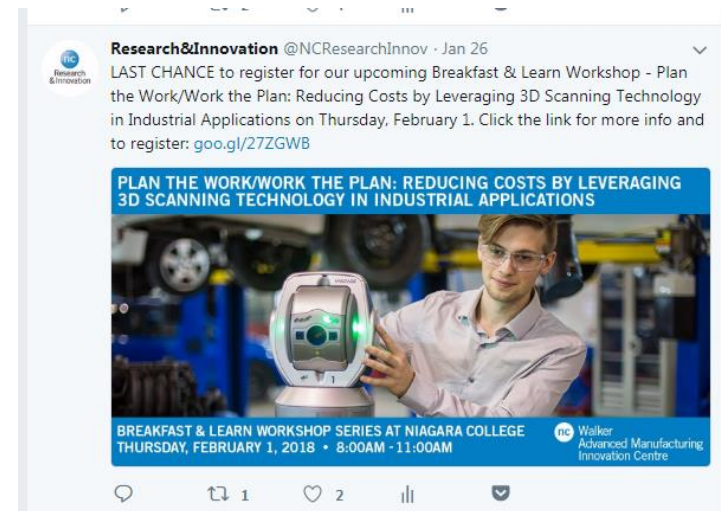 Research&Innovation @NCResearchInnov · Jan 26
nc
Research
&Innovation
LAST CHANCE to register for our upcoming Breakfast & Learn Workshop - Plan
the Work/Work the Plan: Reducing Costs by Leveraging 3D Scanning Technology
in Industrial Applications on Thursday, February 1. Click the link for more info and
to register: goo.gl/27ZGWB
PLAN THE WORK/WORK THE PLAN: REDUCING COSTS BY LEVERAGING
3D SCANNING TECHNOLOGY IN INDUSTRIAL APPLICATIONS
BREAKFAST & LEARN WORKSHOP SERIES AT NIAGARA COLLEGE
THURSDAY, FEBRUARY 1, 2018 • 8:00AM - 11:00AM
nc
Walker
Advanced Manufacturing
Innovation Centre
1
2